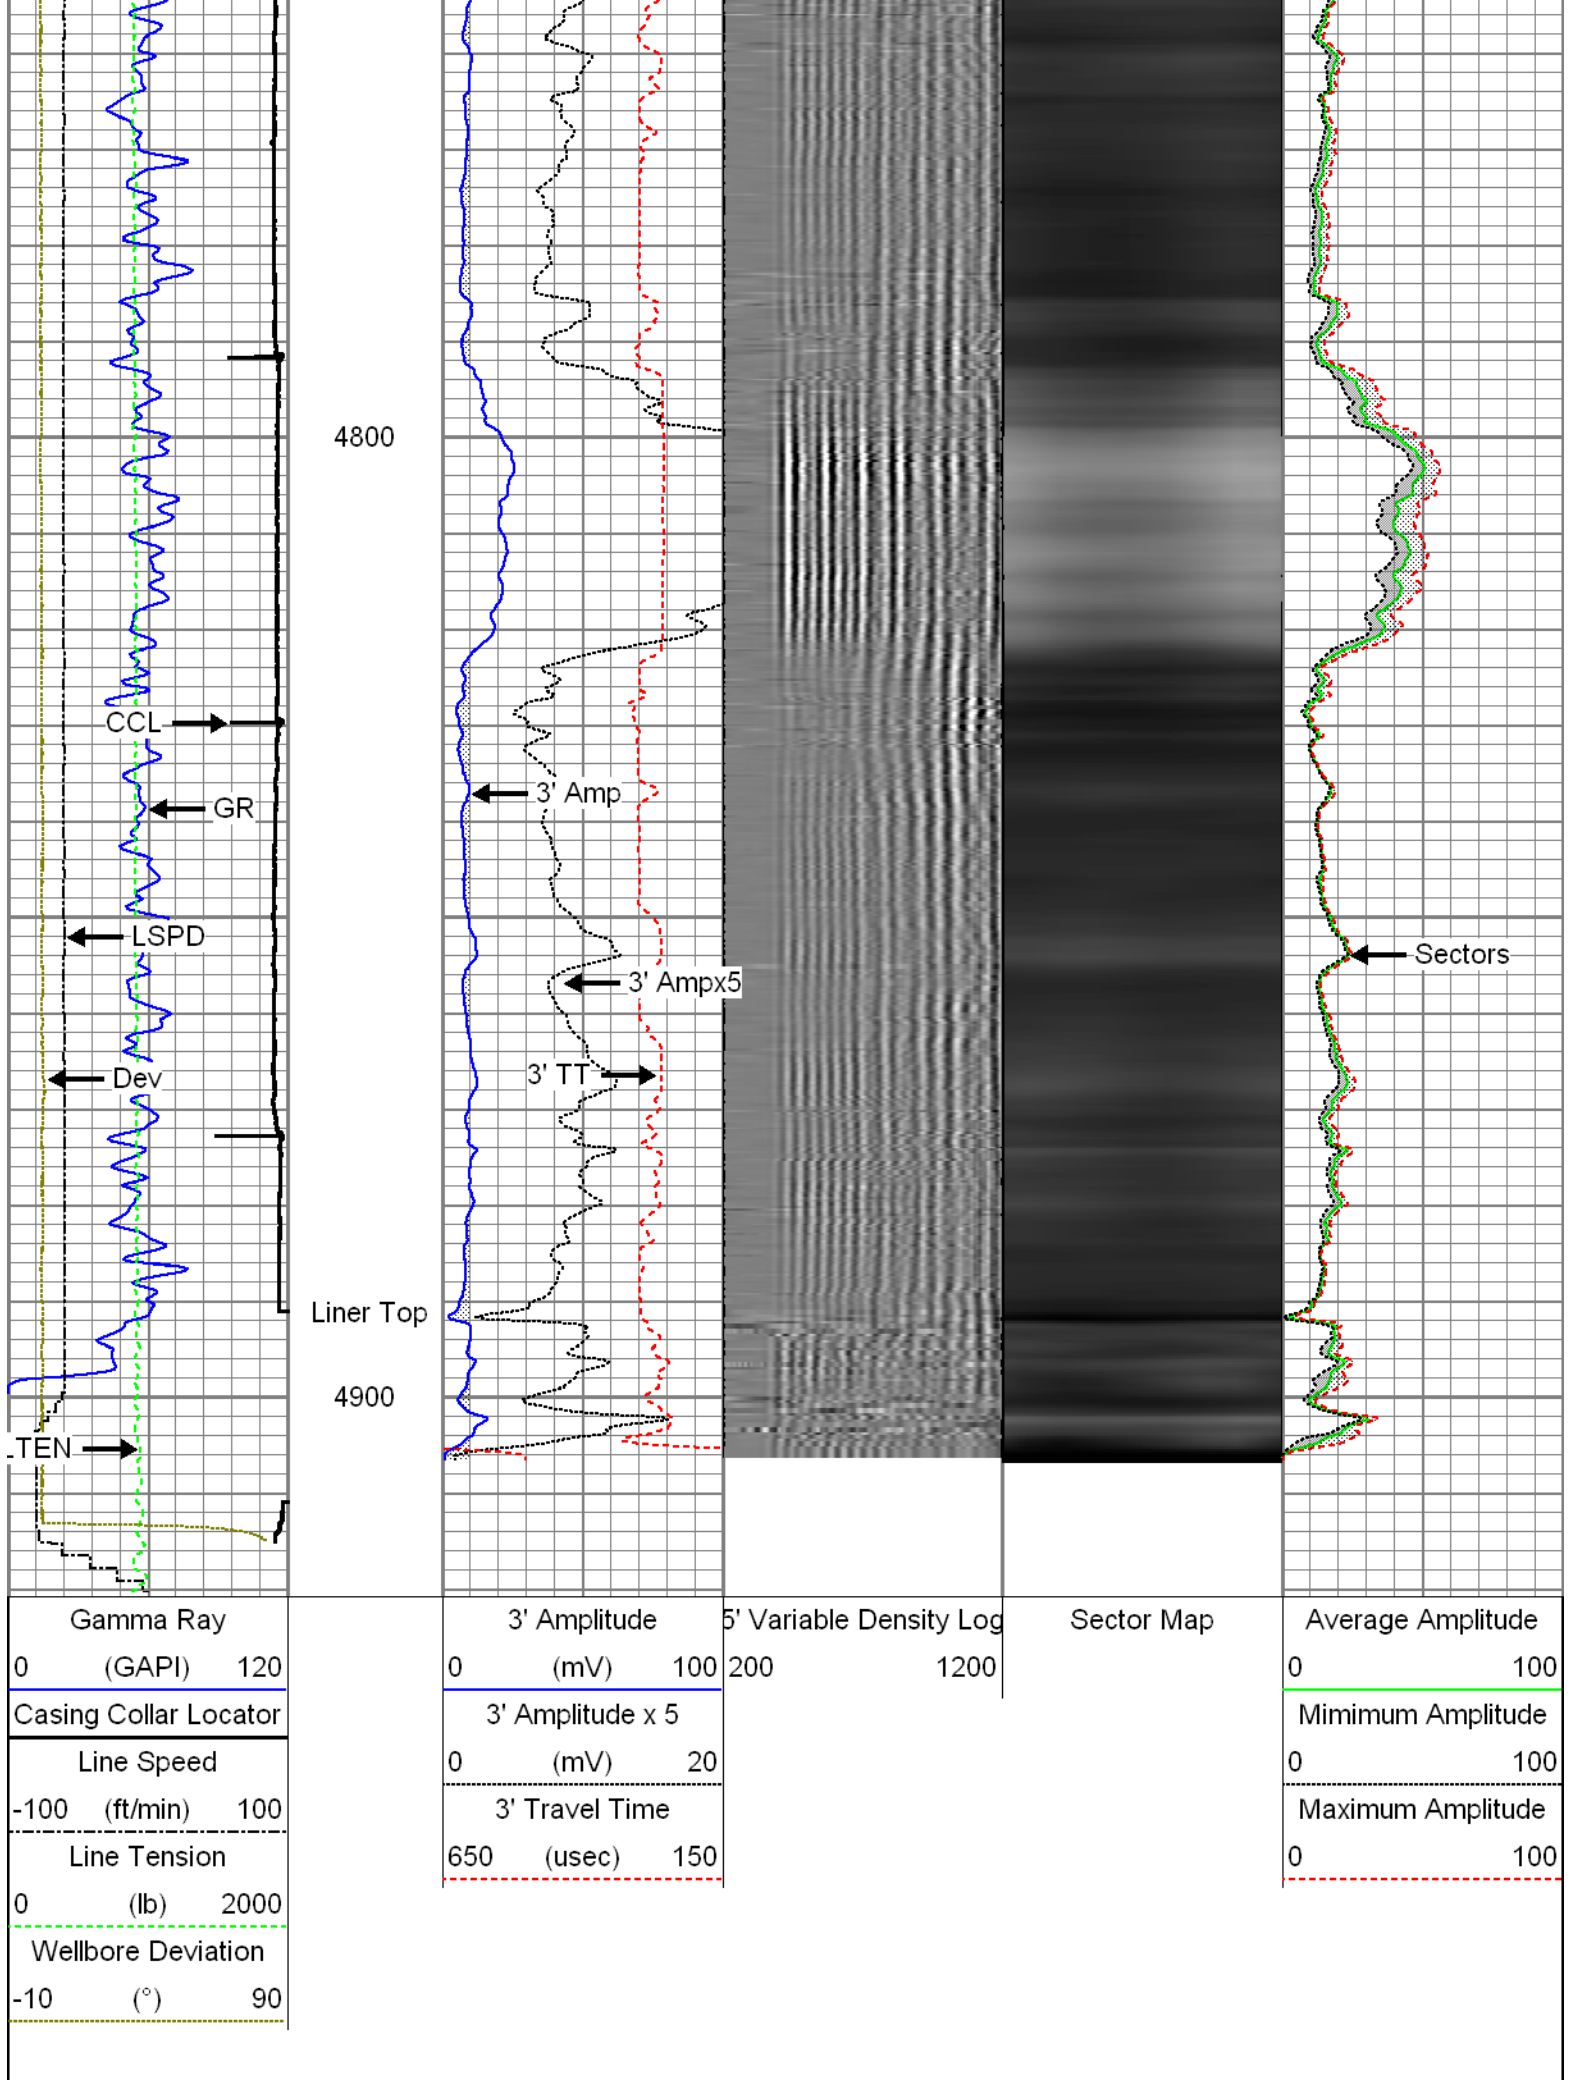 4800
CCL
3' Amp
GR
LSPD
Sectors
3' Ampx5
3' TT
Dev
Liner Top
4900
LTEN
Gamma Ray
0 (GAPI) 120
Casing Collar Locator
Line Speed
-100 (ft/min) 100
Line Tension
0 (lb) 2000
Wellbore Deviation
-10 (°) 90
3' Amplitude
0 (mV) 100
3' Amplitude x 5
0 (mV) 20
3' Travel Time
650 (usec) 150
5' Variable Density Log
200 1200
Sector Map
Average Amplitude
0 100
Mimimum Amplitude
0 100
Maximum Amplitude
0 100